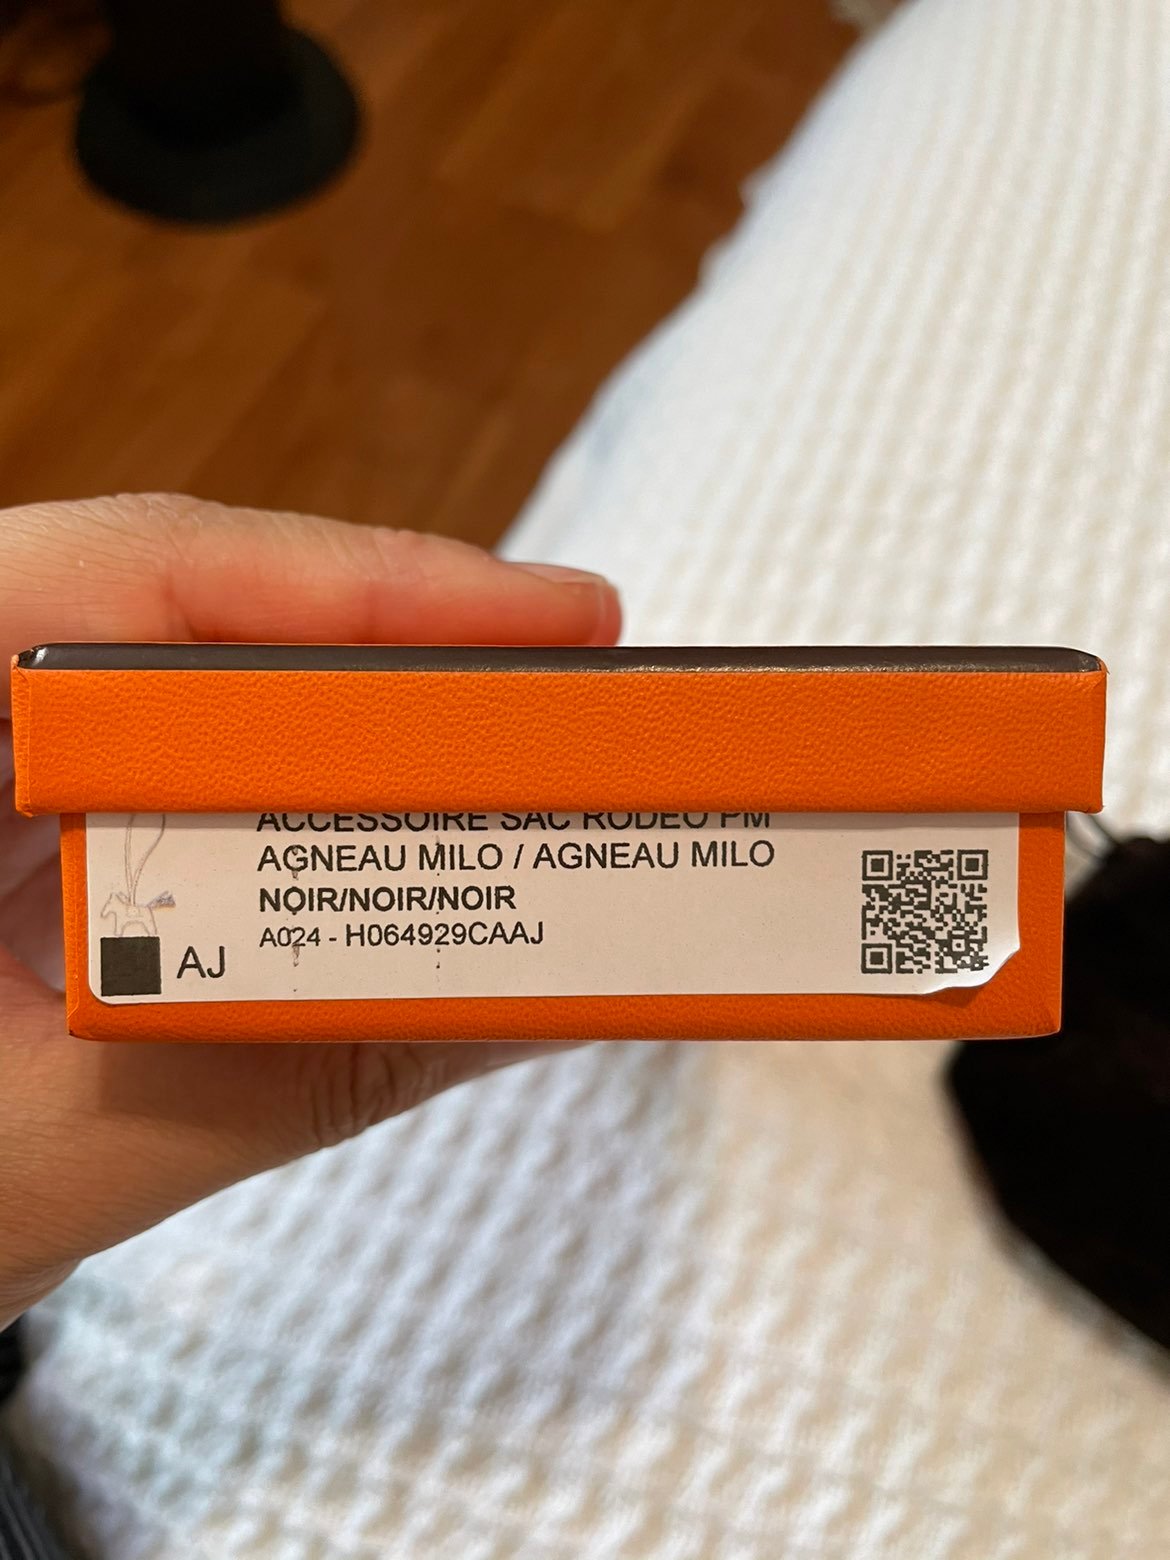 ACCESSOIRE SAC RODEO PM
AGNEAU MILO / AGNEAU MILO
NOIR/NOIR/NOIR
A024 - H064929CAAJ
AJ